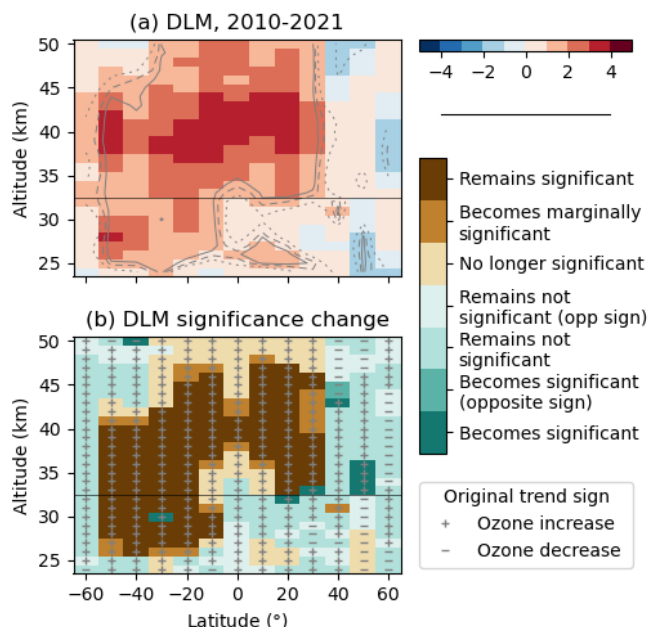 (a) DLM, 2010-2021
50
45
40
35
30
25
Altitude (km)
−4 −2 0 2 4
Remains significant
Becomes marginally
significant
No longer significant
Remains not
significant (opp sign)
Remains not
significant
Becomes significant
(opposite sign)
Becomes significant
(b) DLM significance change
50
45
40
35
30
25
Altitude (km)
−60 −40 −20 0 20 40 60
Latitude (°)
Original trend sign
+ Ozone increase
− Ozone decrease